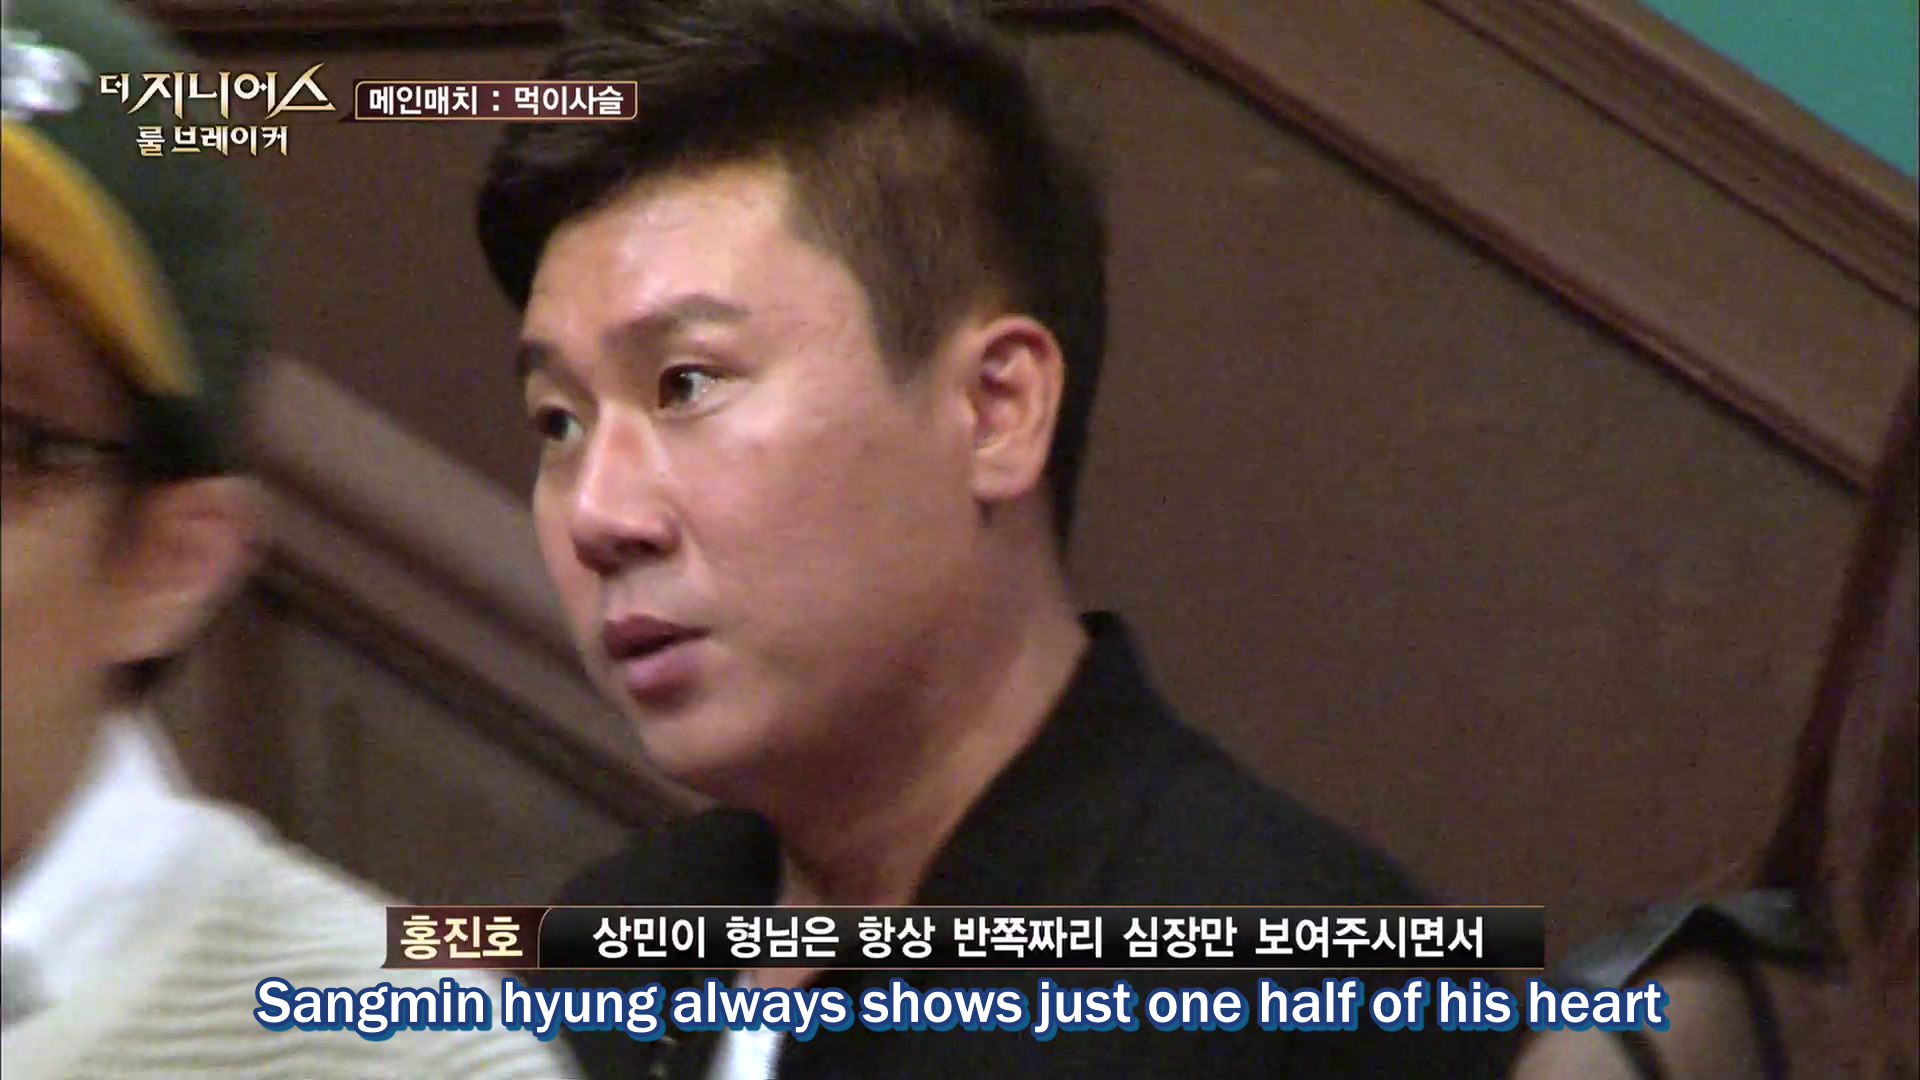 더 지니어스
룰 브레이커
메인매치 : 먹이사슬
홍진호
상민이 형님은 항상 반쪽짜리 심장만 보여주시면서
Sangmin hyung always shows just one half of his heart